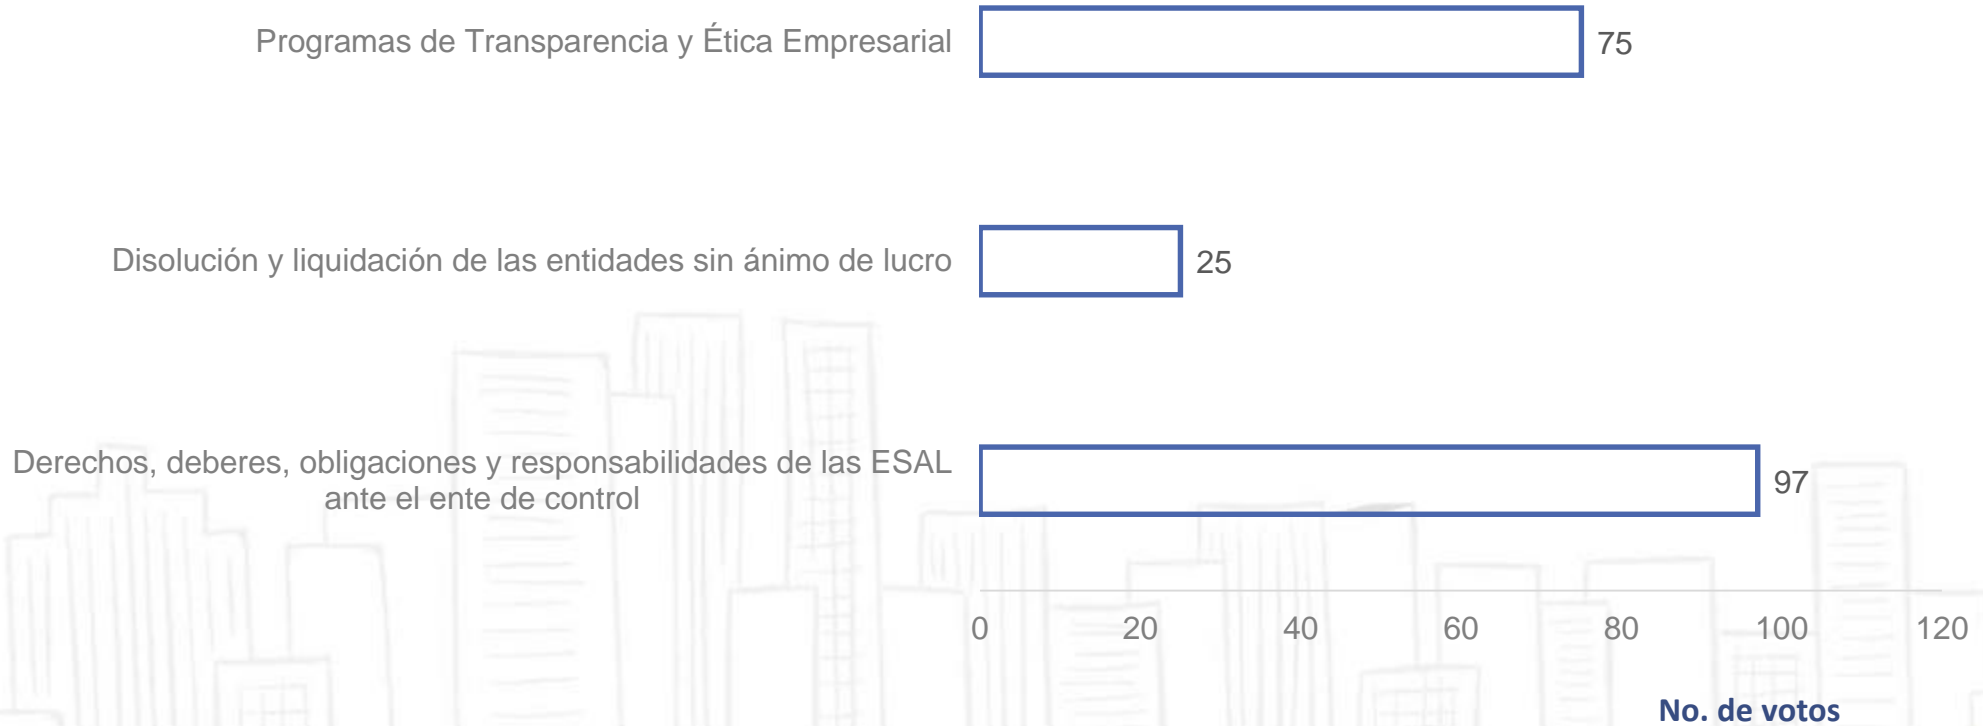 Programas de Transparencia y Ética Empresarial
75
Disolución y liquidación de las entidades sin ánimo de lucro
25
Derechos, deberes, obligaciones y responsabilidades de las ESAL
ante el ente de control
97
0 20 40 60 80 100 120
No. de votos